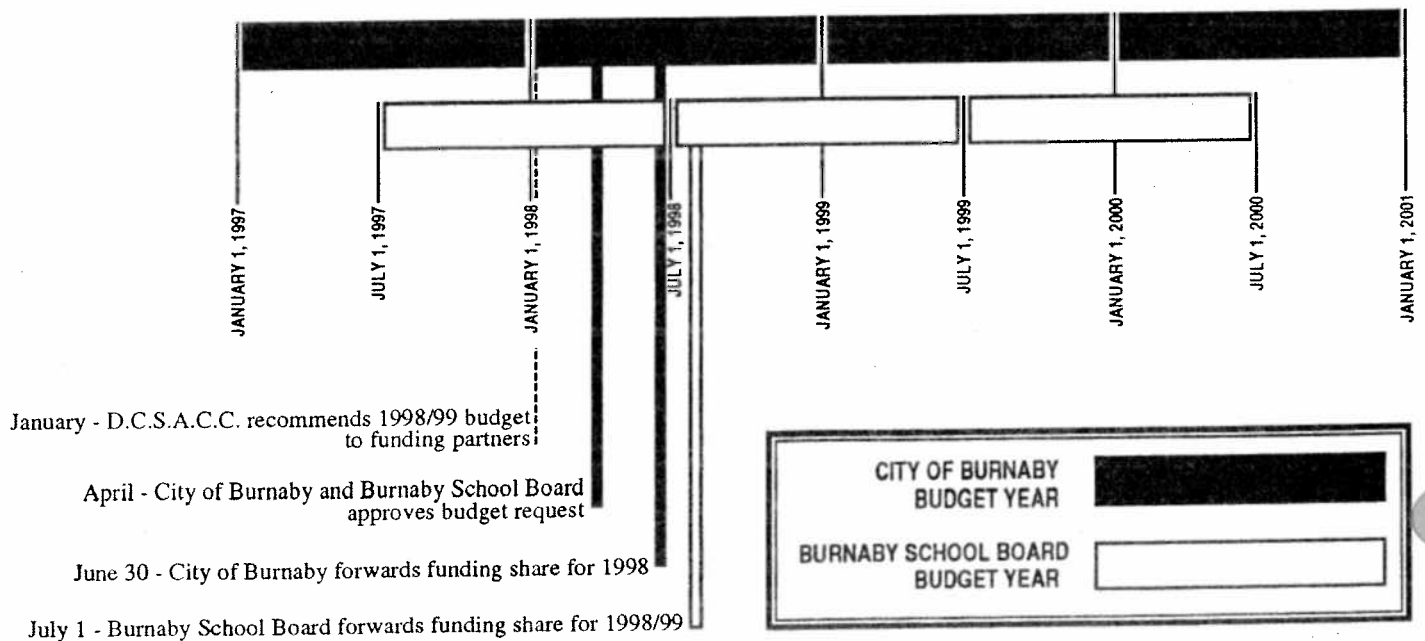 JANUARY 1, 1997
JULY 1, 1997
JANUARY 1, 1998
JULY 1, 1998
JANUARY 1, 1999
JULY 1, 1999
JANUARY 1, 2000
JULY 1, 2000
JANUARY 1, 2001
January - D.C.S.A.C.C. recommends 1998/99 budget
to funding partners
April - City of Burnaby and Burnaby School Board
approves budget request
June 30 - City of Burnaby forwards funding share for 1998
July 1 - Burnaby School Board forwards funding share for 1998/99
CITY OF BURNABY
BUDGET YEAR
BURNABY SCHOOL BOARD
BUDGET YEAR